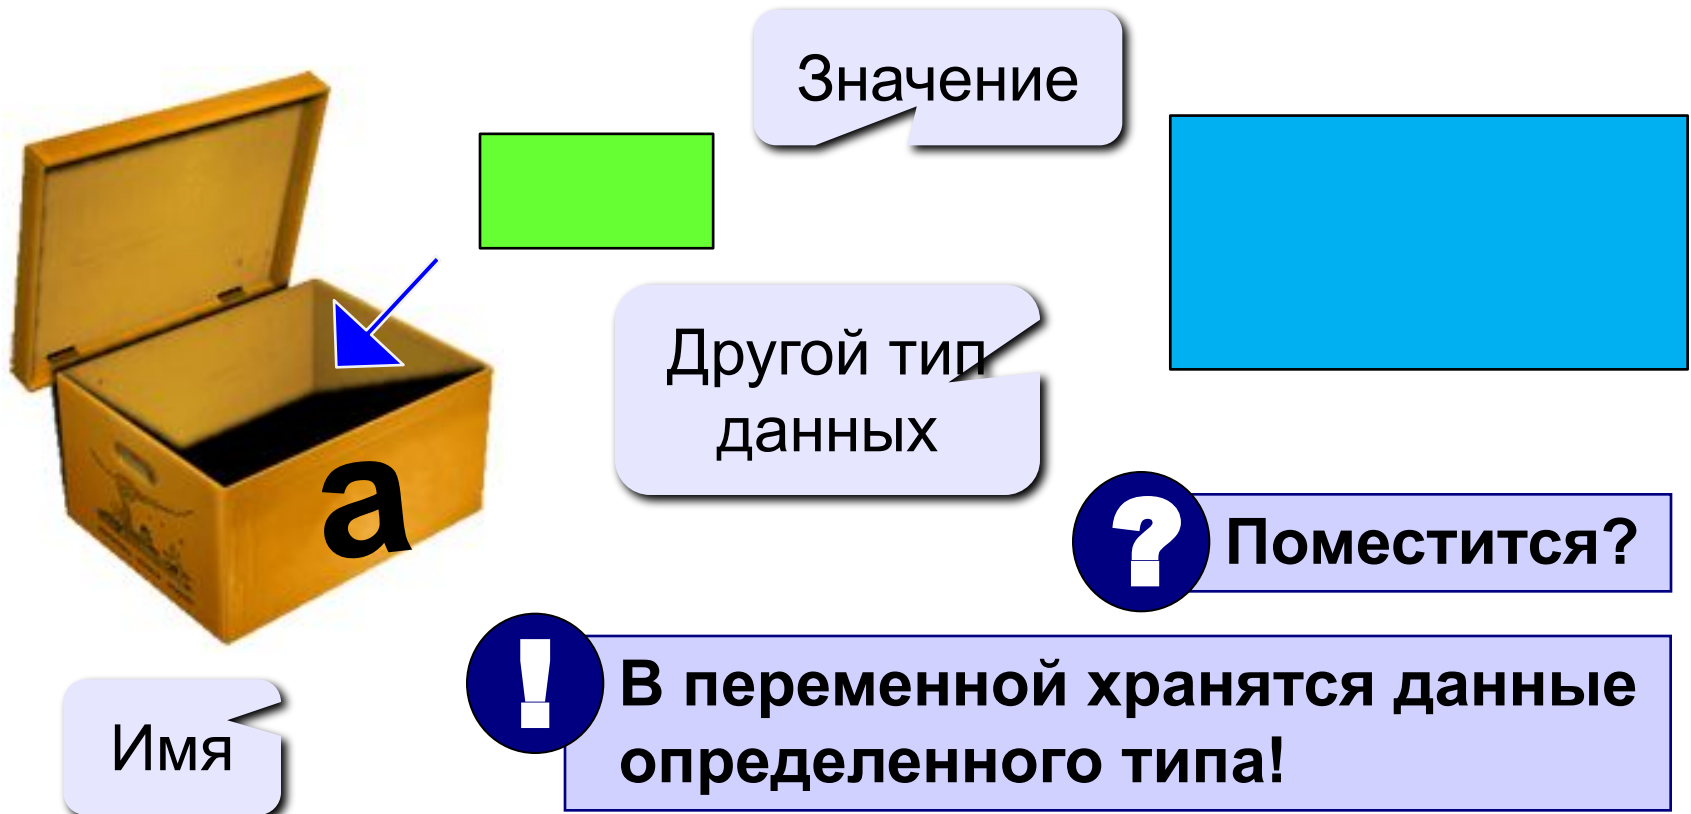 Значение
Другой тип
данных
a
? Поместится?
! В переменной хранятся данные
определенного типа!
Имя